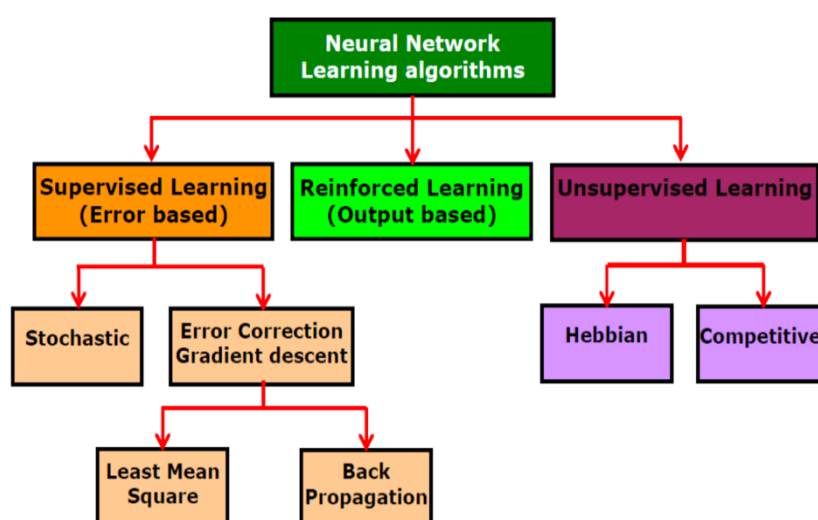 Neural Network
Learning algorithms
Supervised Learning
(Error based)
Reinforced Learning
(Output based)
Unsupervised Learning
Stochastic
Error Correction
Gradient descent
Hebbian
Competitive
Least Mean
Square
Back
Propagation